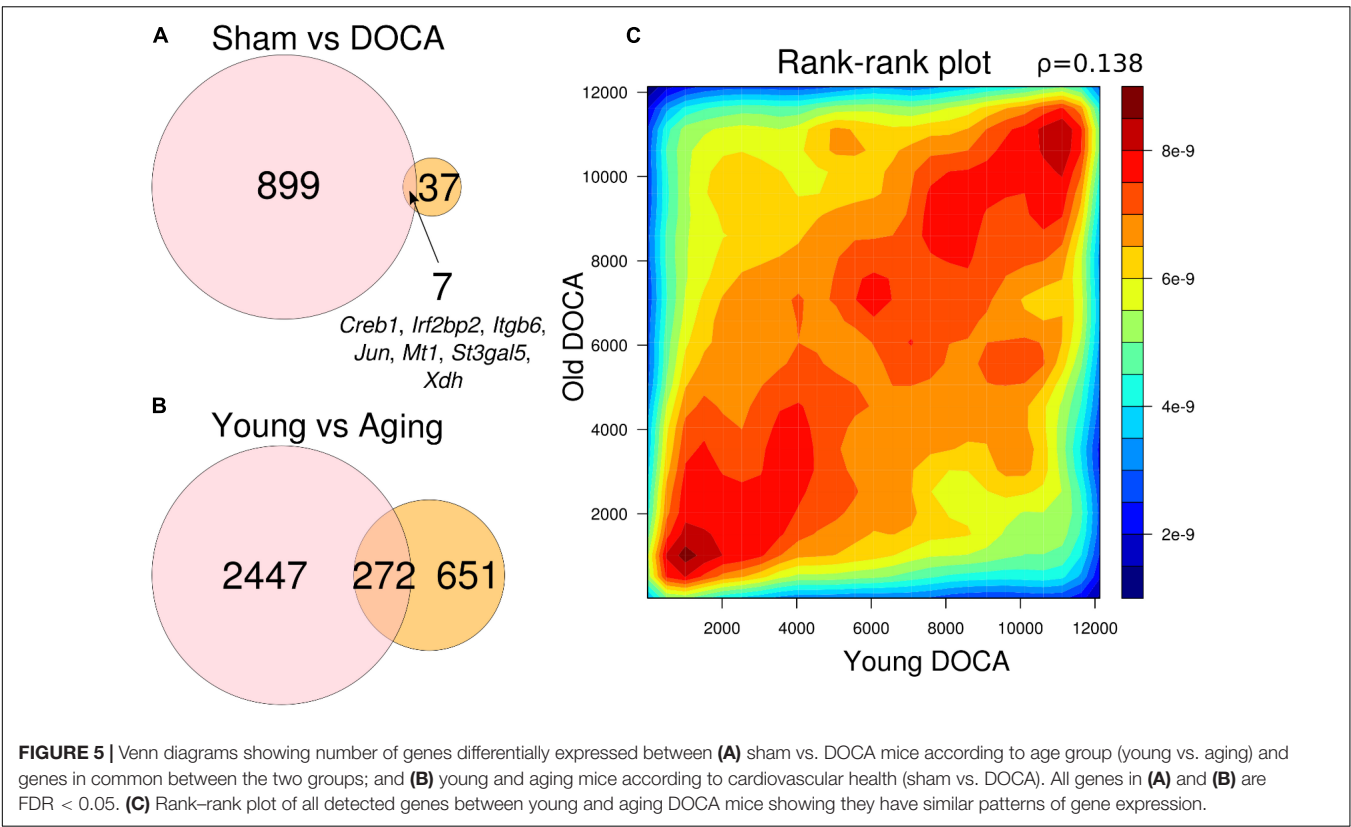 A
Sham vs DOCA
899
37
7
Creb1, Irf2bp2, Itgb6,
Jun, Mt1, St3gal5,
Xdh
B
Young vs Aging
2447
272
651
C
Rank-rank plot
ρ=0.138
12000
10000
8000
6000
4000
2000
Old DOCA
2000
4000
6000
8000
10000
12000
Young DOCA
8e-9
6e-9
4e-9
2e-9
FIGURE 5 | Venn diagrams showing number of genes differentially expressed between (A) sham vs. DOCA mice according to age group (young vs. aging) and
genes in common between the two groups; and (B) young and aging mice according to cardiovascular health (sham vs. DOCA). All genes in (A) and (B) are
FDR < 0.05. (C) Rank–rank plot of all detected genes between young and aging DOCA mice showing they have similar patterns of gene expression.